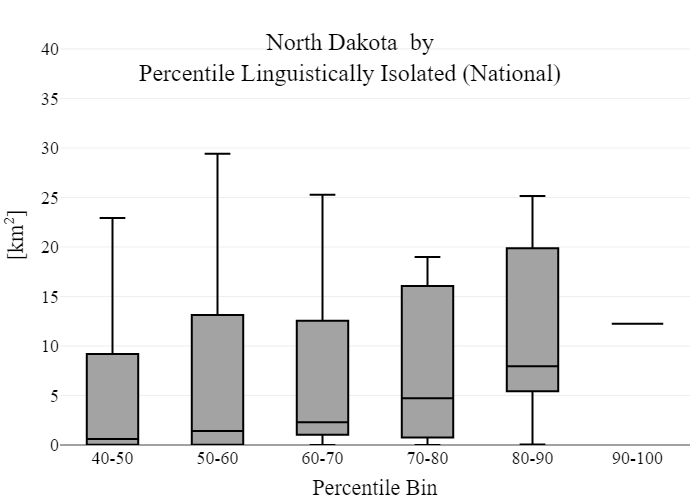 North Dakota  by
Percentile Linguistically Isolated (National)
40
35
30
25
20
15
10
5
0
[km²]
40-50 50-60 60-70 70-80 80-90 90-100
Percentile Bin